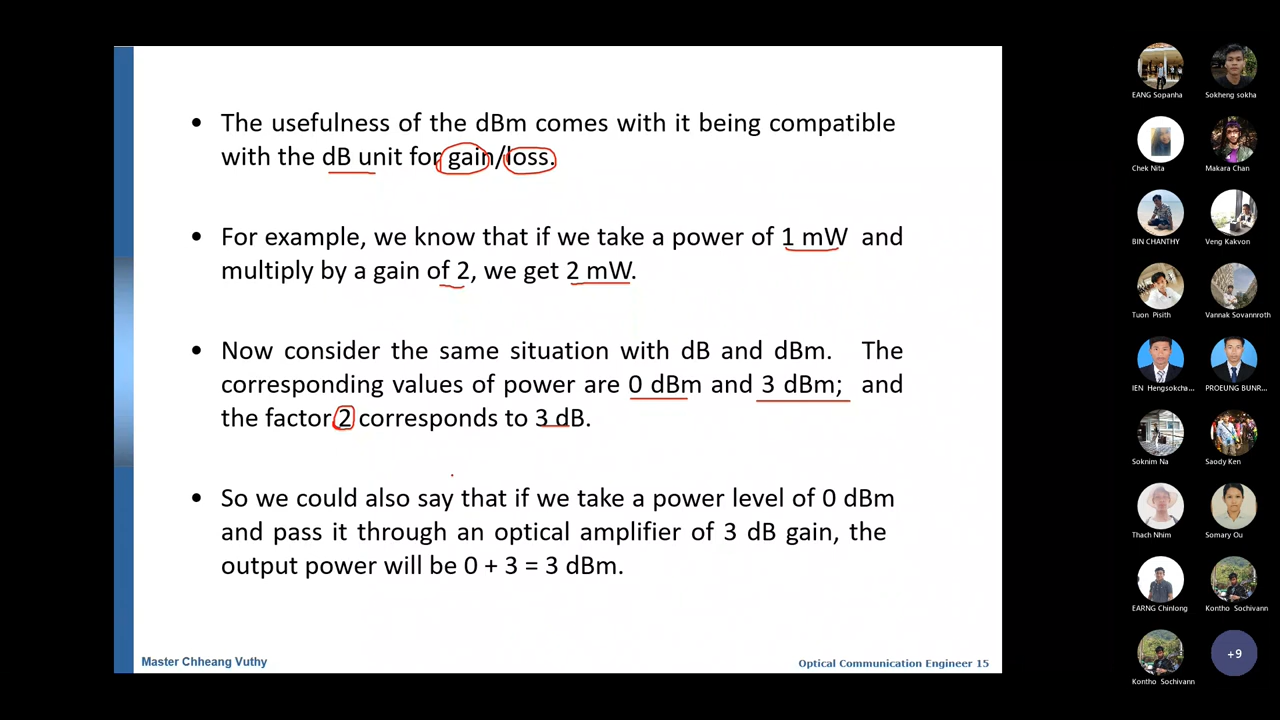 • The usefulness of the dBm comes with it being compatible
with the dB unit for gain/loss.
• For example, we know that if we take a power of 1 mW and
multiply by a gain of 2, we get 2 mW.
• Now consider the same situation with dB and dBm. The
corresponding values of power are 0 dBm and 3 dBm; and
the factor 2 corresponds to 3 dB.
• So we could also say that if we take a power level of 0 dBm
and pass it through an optical amplifier of 3 dB gain, the
output power will be 0 + 3 = 3 dBm.
Master Chheang Vuthy
Optical Communication Engineer 15
EANG Sopanha
Sokheng sokha
Chek Nita
Makara Chan
BIN CHANTHY
Veng Kakvon
Tuon Pisith
Vannak Sovannroth
IEN Hengsokcha...
PROEUNG BUNR...
Soknim Na
Saody Ken
Thach Nhim
Somary Ou
EARNG Chinlong
Kontho Sochivann
Kontho Sochivann
+9